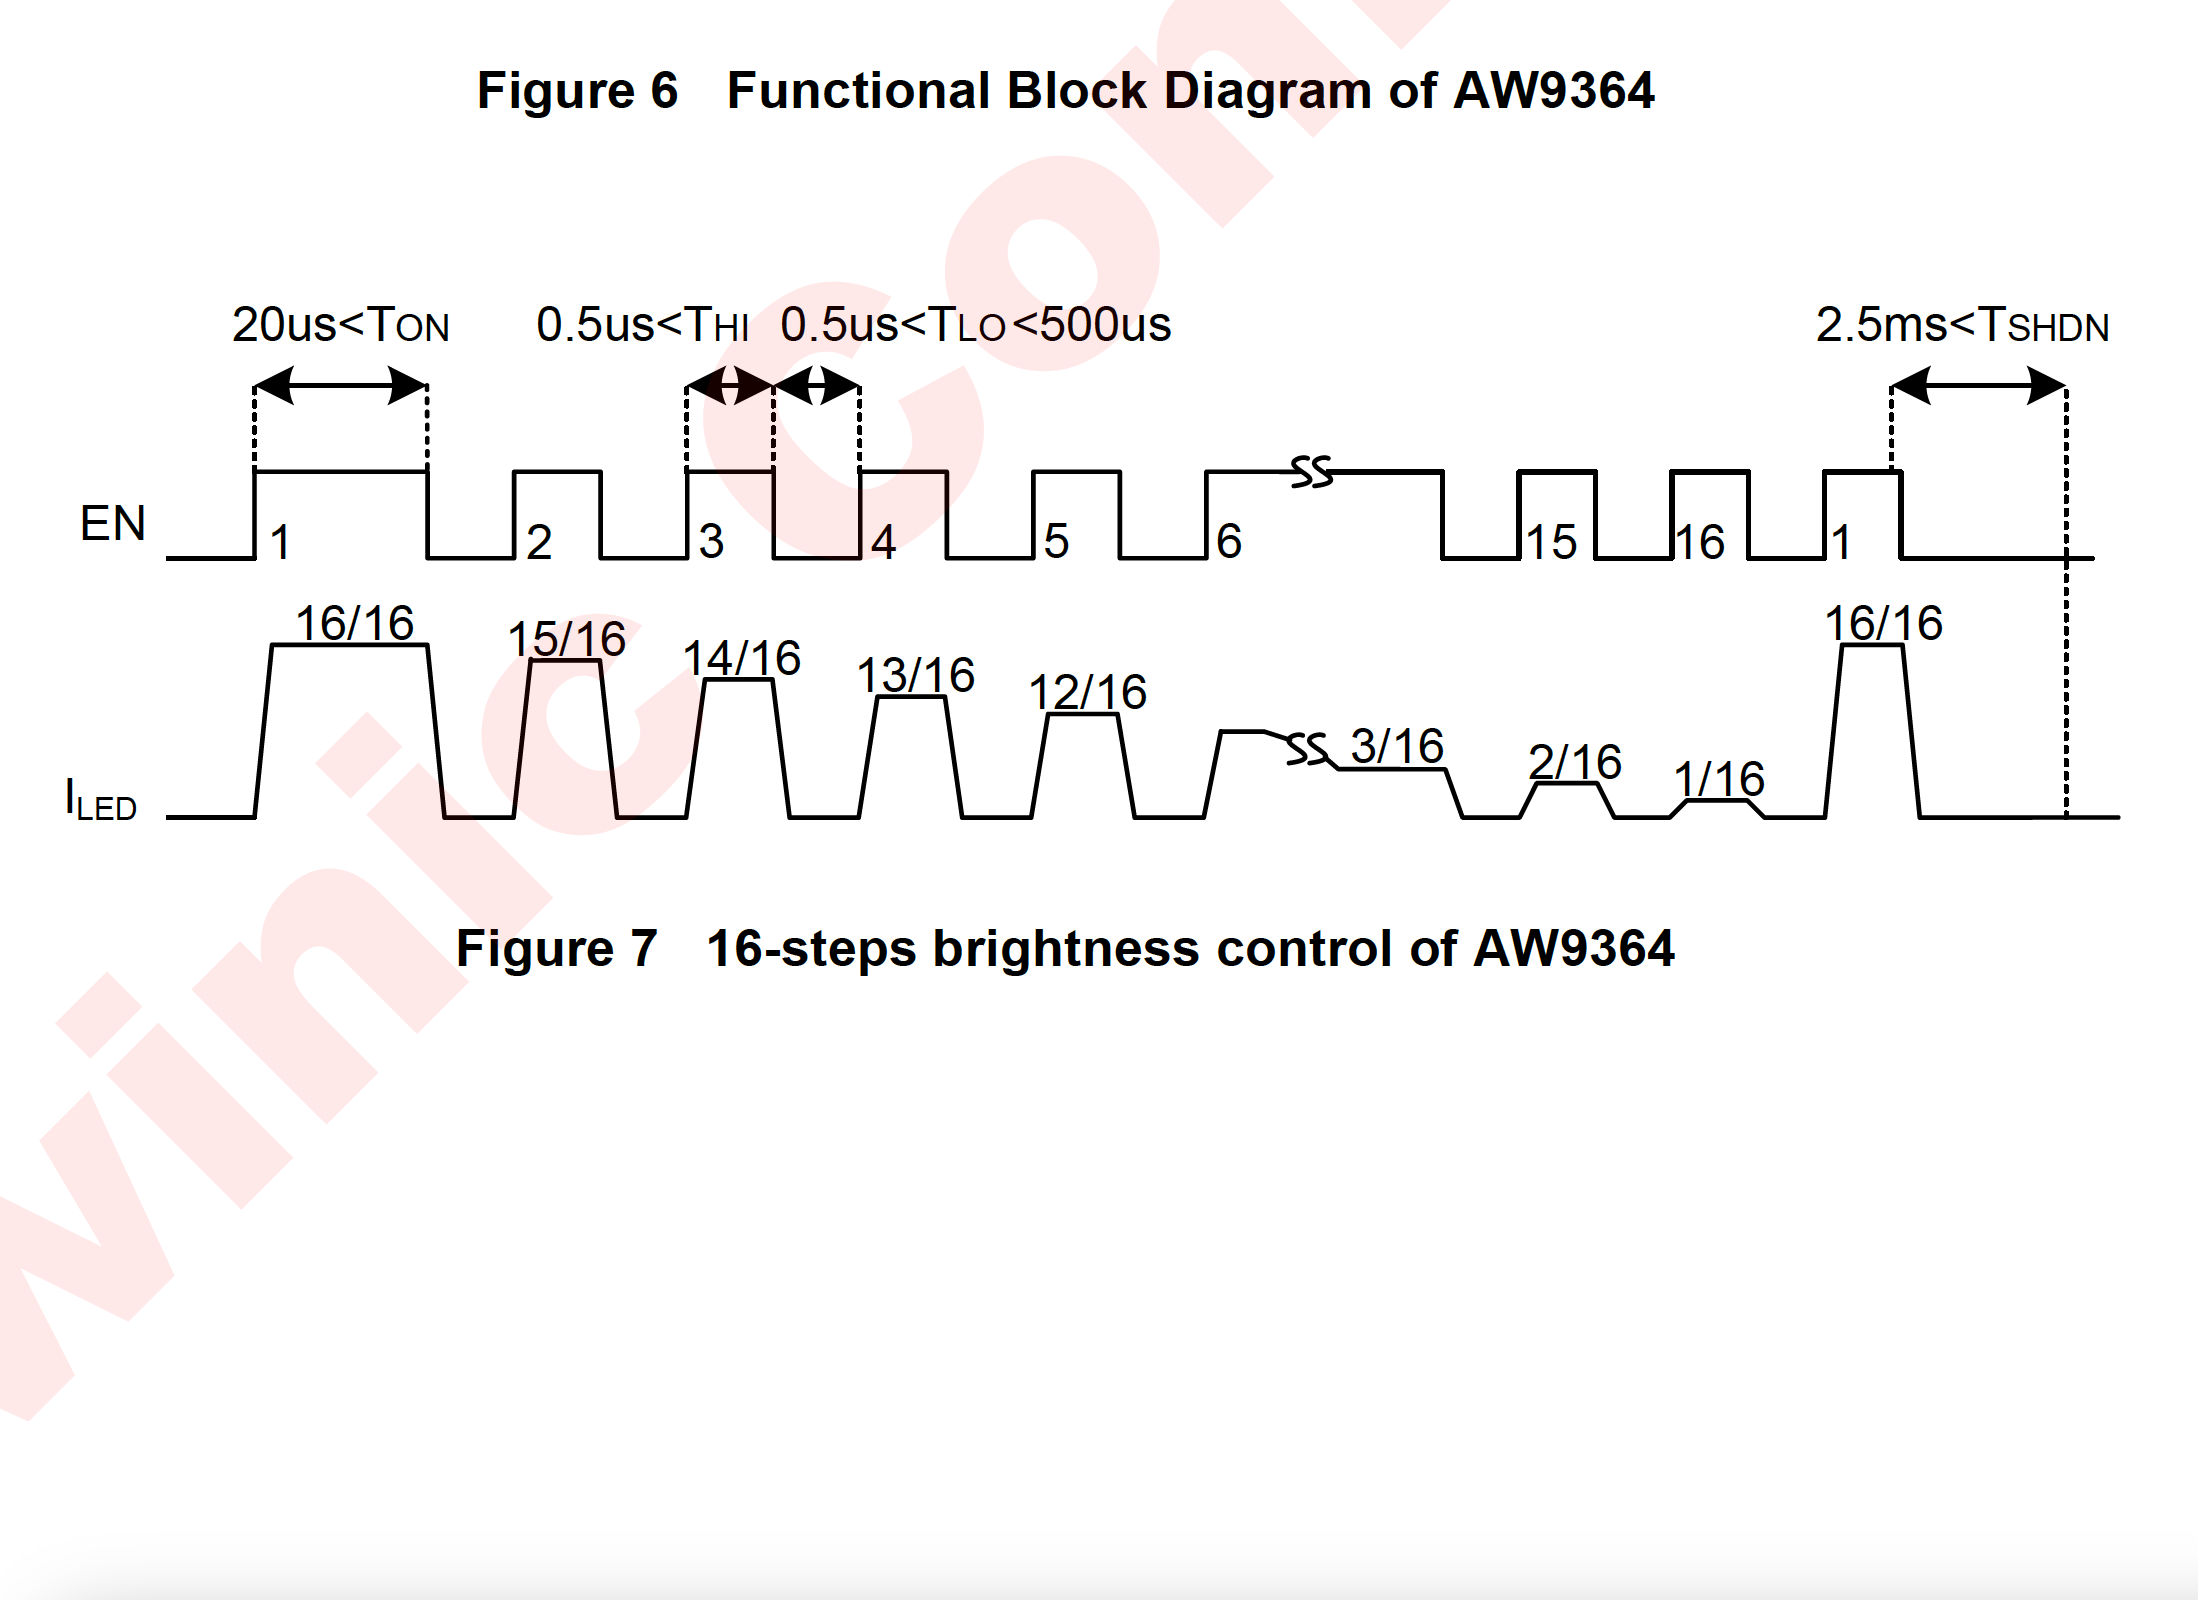 Figure 6 Functional Block Diagram of AW9364
20us<TON 0.5us<THI 0.5us<TLO<500us 2.5ms<TSHDN
EN 1 2 3 4 5 6 15 16 1
16/16 15/16 14/16 13/16 12/16 3/16 2/16 1/16 16/16
ILED
Figure 7 16-steps brightness control of AW9364
winic Con